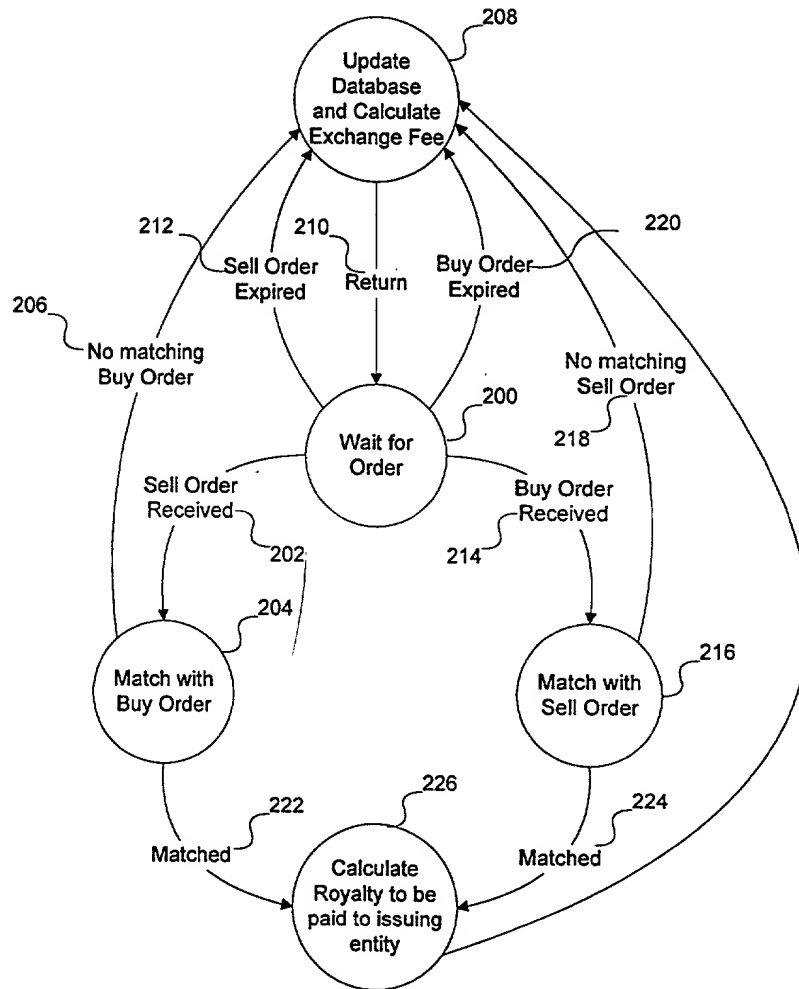 208
Update
Database
and Calculate
Exchange Fee
212
210
220
Sell Order
Expired
Return
Buy Order
Expired
206
No matching
Buy Order
No matching
Sell Order
218
200
Wait for
Order
Sell Order
Received
202
Buy Order
Received
214
204
Match with
Buy Order
216
Match with
Sell Order
222
Matched
226
224
Matched
Calculate
Royalty to be
paid to issuing
entity